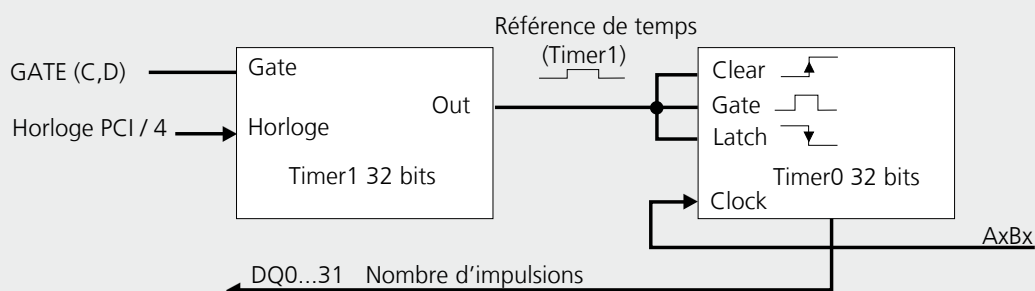 Référence de temps
(Timer1)
GATE (C,D)
Gate
Out
Horloge PCI / 4
Horloge
Timer1 32 bits
Clear
Gate
Latch
Timer0 32 bits
Clock
AxBx
DQ0...31 Nombre d’impulsions